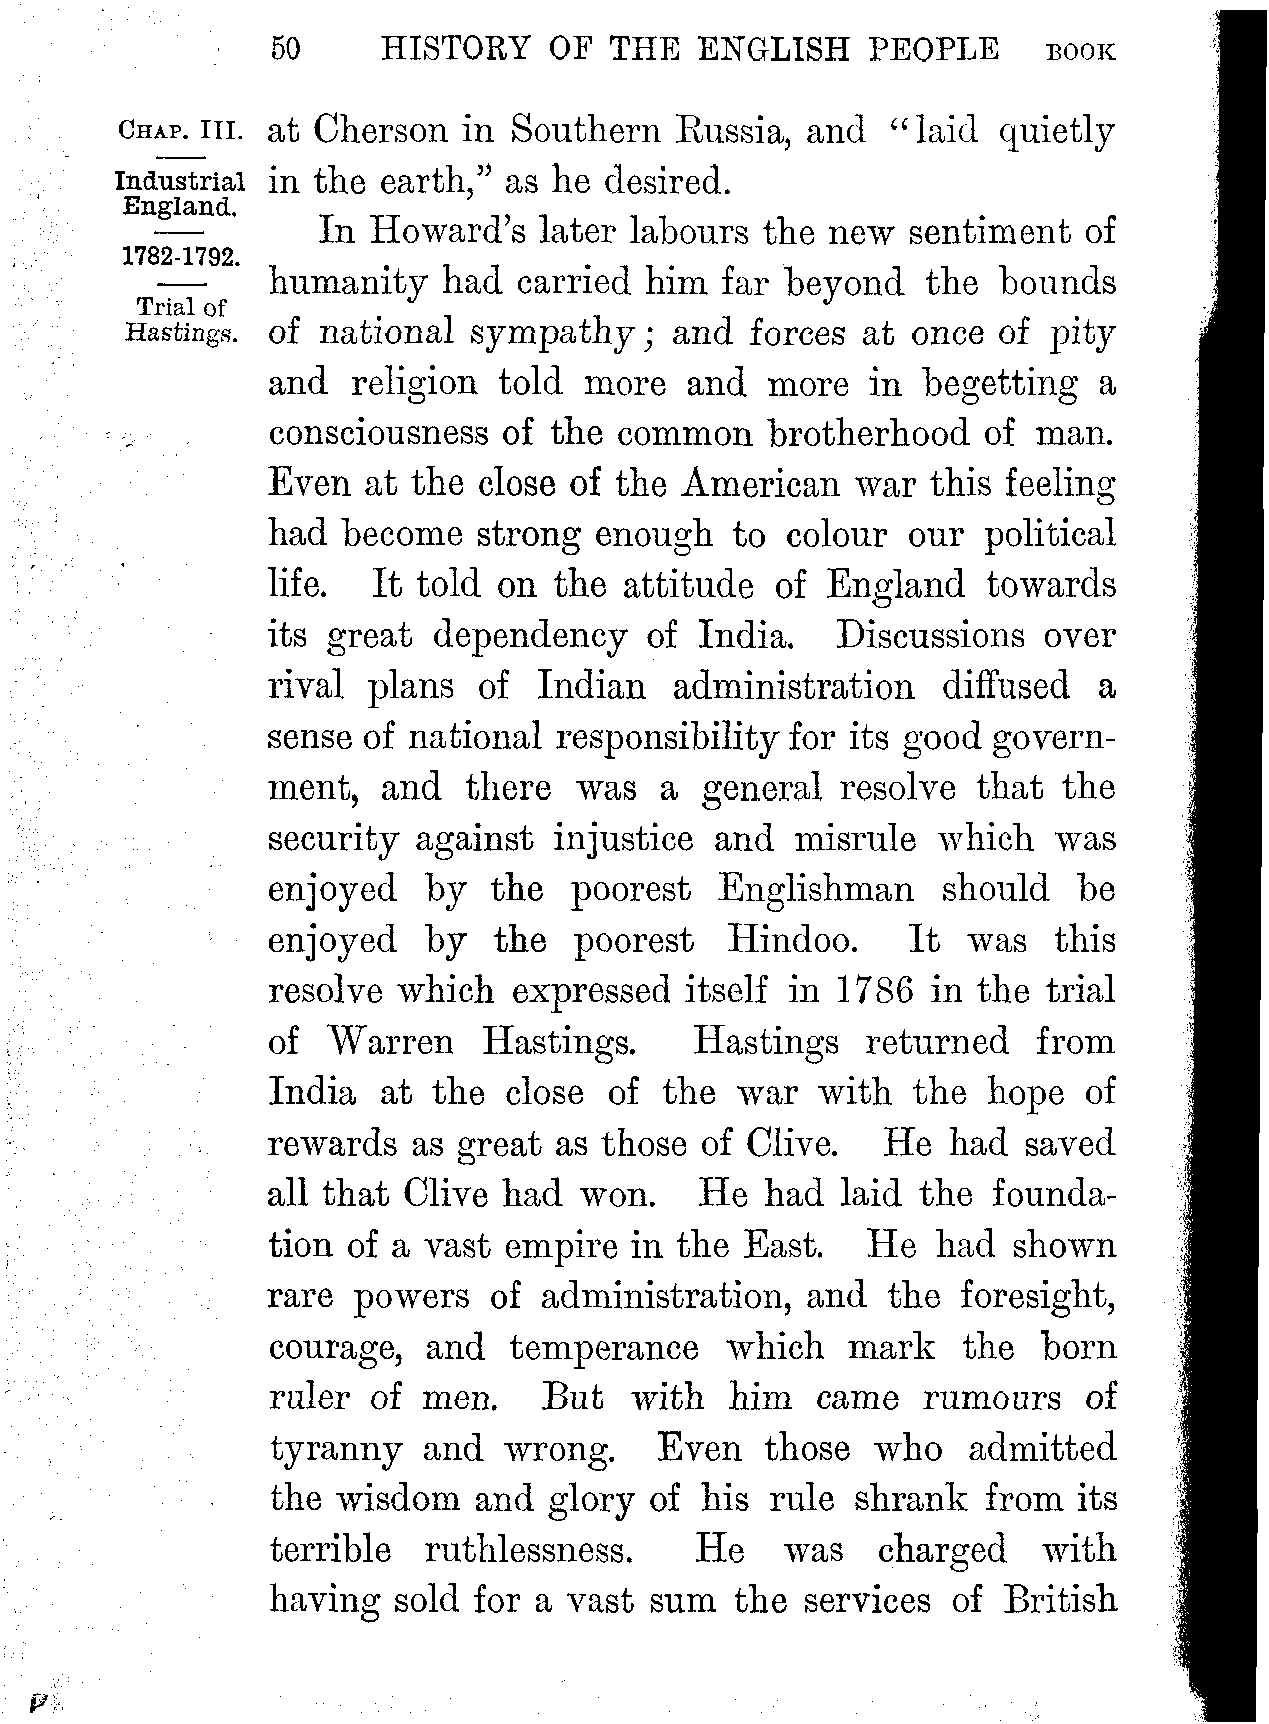 50 HISTORY OF THE ENGLISH PEOPLE BOOK
CHAP. III.
Industrial
England.
1782-1792.
Trial of
Hastings.
at Cherson in Southern Russia, and “laid quietly
in the earth,” as he desired.
In Howard's later labours the new sentiment of
humanity had carried him far beyond the bounds
of national sympathy; and forces at once of pity
and religion told more and more in begetting a
consciousness of the common brotherhood of man.
Even at the close of the American war this feeling
had become strong enough to colour our political
life. It told on the attitude of England towards
its great dependency of India. Discussions over
rival plans of Indian administration diffused a
sense of national responsibility for its good govern-
ment, and there was a general resolve that the
security against injustice and misrule which was
enjoyed by the poorest Englishman should be
enjoyed by the poorest Hindoo. It was this
resolve which expressed itself in 1786 in the trial
of Warren Hastings. Hastings returned from
India at the close of the war with the hope of
rewards as great as those of Clive. He had saved
all that Clive had won. He had laid the founda-
tion of a vast empire in the East. He had shown
rare powers of administration, and the foresight,
courage, and temperance which mark the born
ruler of men. But with him came rumours of
tyranny and wrong. Even those who admitted
the wisdom and glory of his rule shrank from its
terrible ruthlessness. He was charged with
having sold for a vast sum the services of British